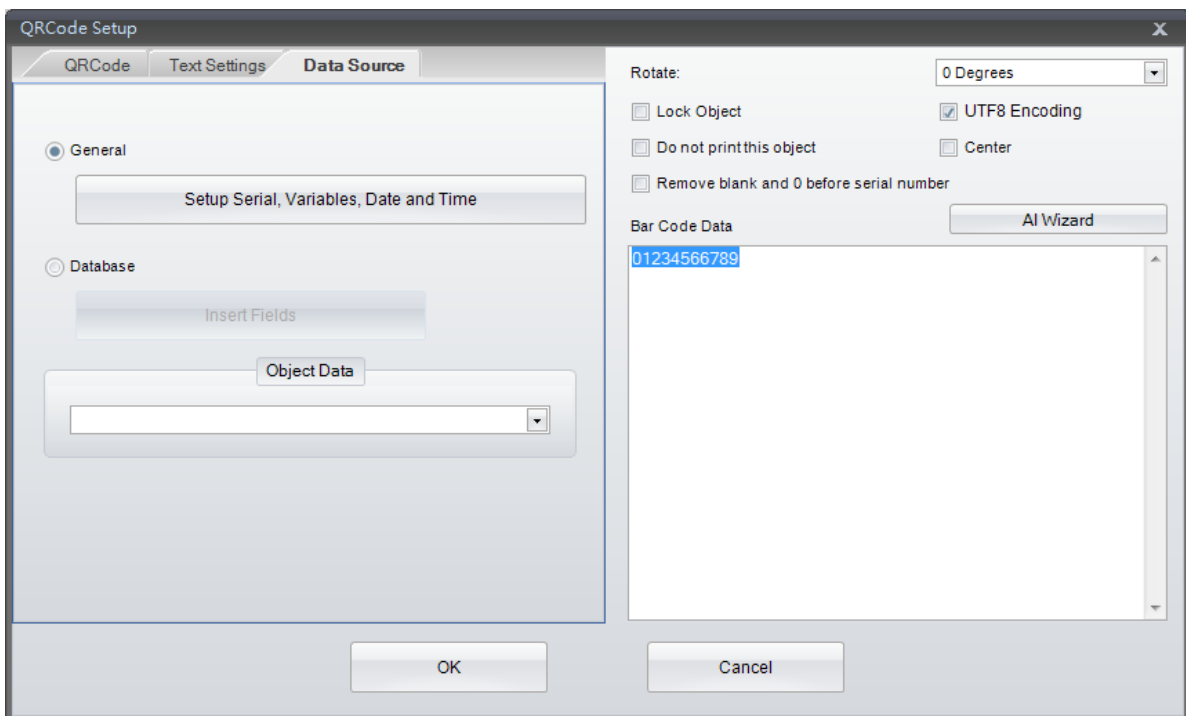 QRCode Setup
X
QRCode Text Settings Data Source
General
Setup Serial, Variables, Date and Time
Database
Insert Fields
Object Data
Rotate: 0 Degrees
Lock Object UTF8 Encoding
Do not print this object Center
Remove blank and 0 before serial number
Bar Code Data AI Wizard
01234566789
OK Cancel